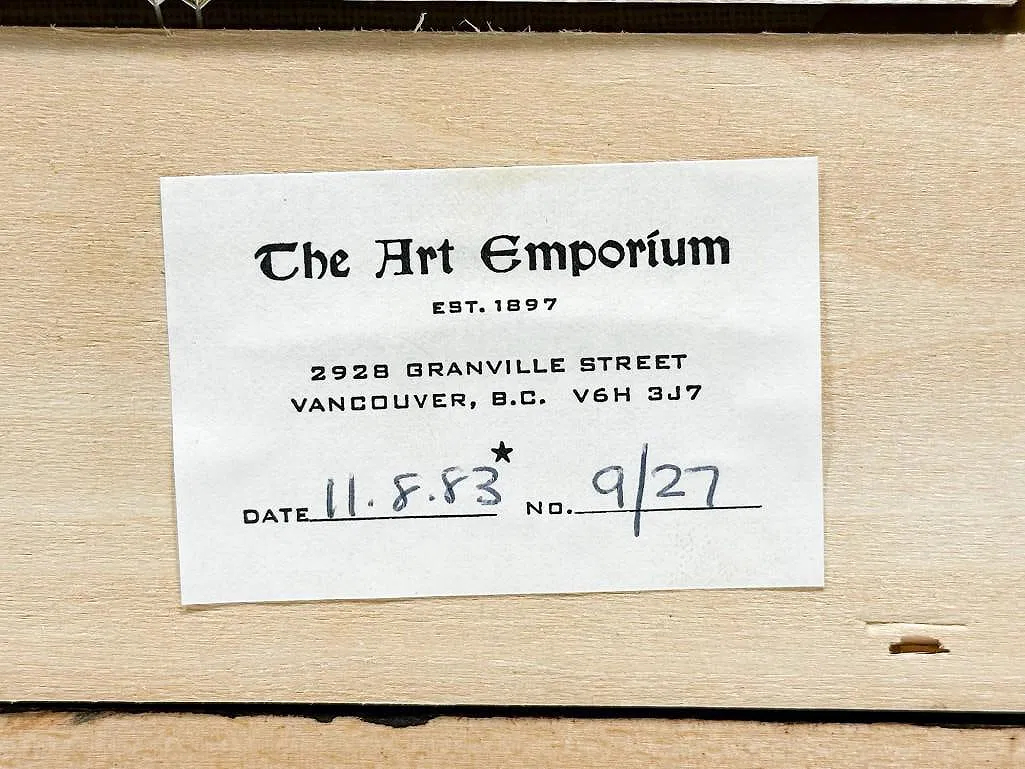 The Art Emporium
EST. 1897
2928 GRANVILLE STREET
VANCOUVER, B.C. V6H 3J7
★
DATE 11.8.83 NO. 9/27